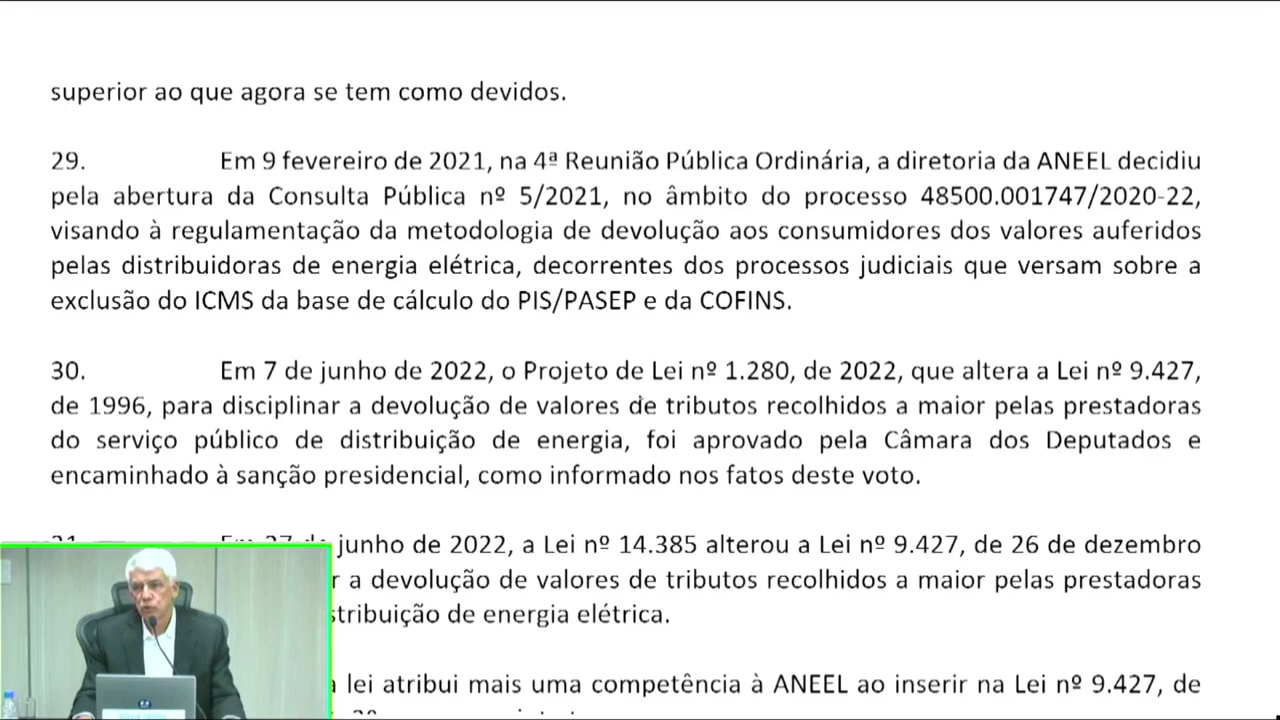 superior ao que agora se tem como devidos.
29. Em 9 fevereiro de 2021, na 4ª Reunião Pública Ordinária, a diretoria da ANEEL decidiu
pela abertura da Consulta Pública nº 5/2021, no âmbito do processo 48500.001747/2020-22,
visando à regulamentação da metodologia de devolução aos consumidores dos valores auferidos
pelas distribuidoras de energia elétrica, decorrentes dos processos judiciais que versam sobre a
exclusão do ICMS da base de cálculo do PIS/PASEP e da COFINS.
30. Em 7 de junho de 2022, o Projeto de Lei nº 1.280, de 2022, que altera a Lei nº 9.427,
de 1996, para disciplinar a devolução de valores de tributos recolhidos a maior pelas prestadoras
do serviço público de distribuição de energia, foi aprovado pela Câmara dos Deputados e
encaminhado à sanção presidencial, como informado nos fatos deste voto.
31. Em 27 de junho de 2022, a Lei nº 14.385 alterou a Lei nº 9.427, de 26 de dezembro
r a devolução de valores de tributos recolhidos a maior pelas prestadoras
stribuição de energia elétrica.
lei atribui mais uma competência à ANEEL ao inserir na Lei nº 9.427, de